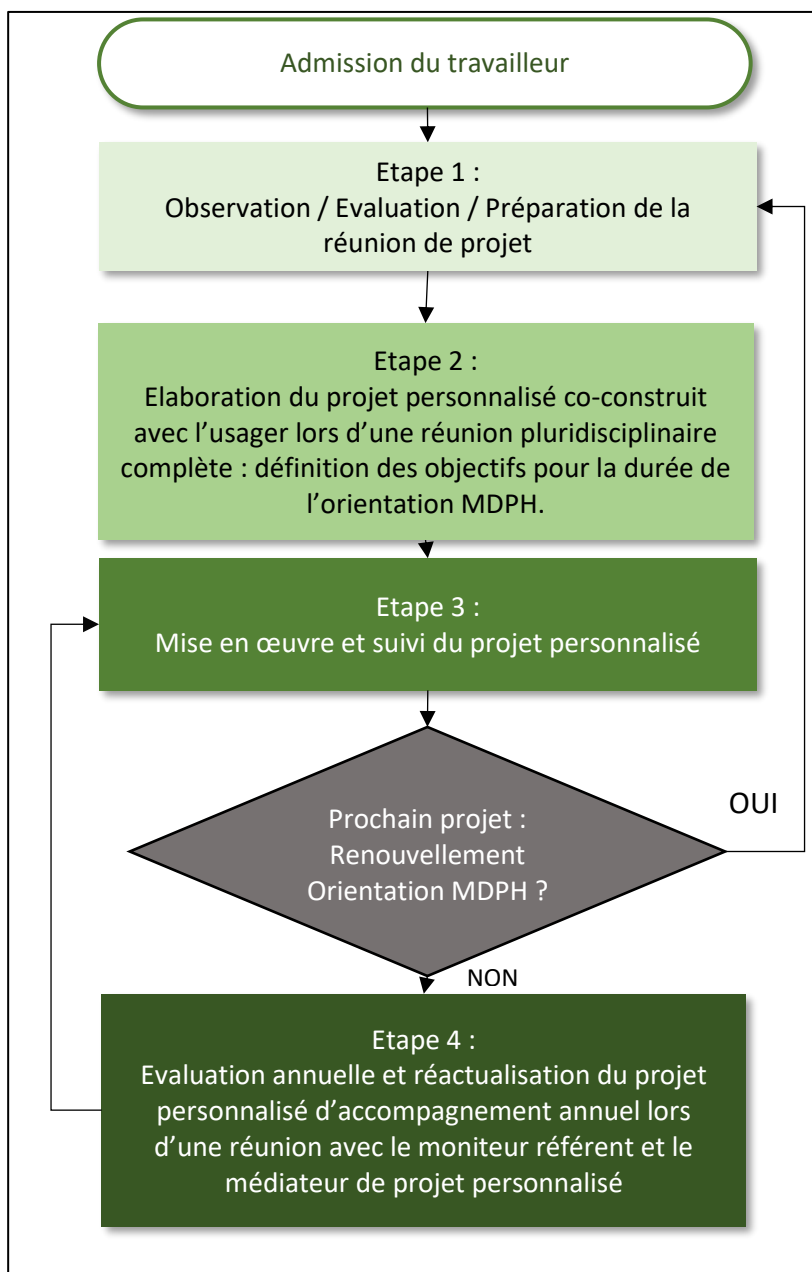 Admission du travailleur
Etape 1 :
Observation / Evaluation / Préparation de la
réunion de projet
Etape 2 :
Elaboration du projet personnalisé co-construit
avec l’usager lors d’une réunion pluridisciplinaire
complète : définition des objectifs pour la durée de
l’orientation MDPH.
Etape 3 :
Mise en œuvre et suivi du projet personnalisé
OUI
Prochain projet :
Renouvellement
Orientation MDPH ?
NON
Etape 4 :
Evaluation annuelle et réactualisation du projet
personnalisé d’accompagnement annuel lors
d’une réunion avec le moniteur référent et le
médiateur de projet personnalisé